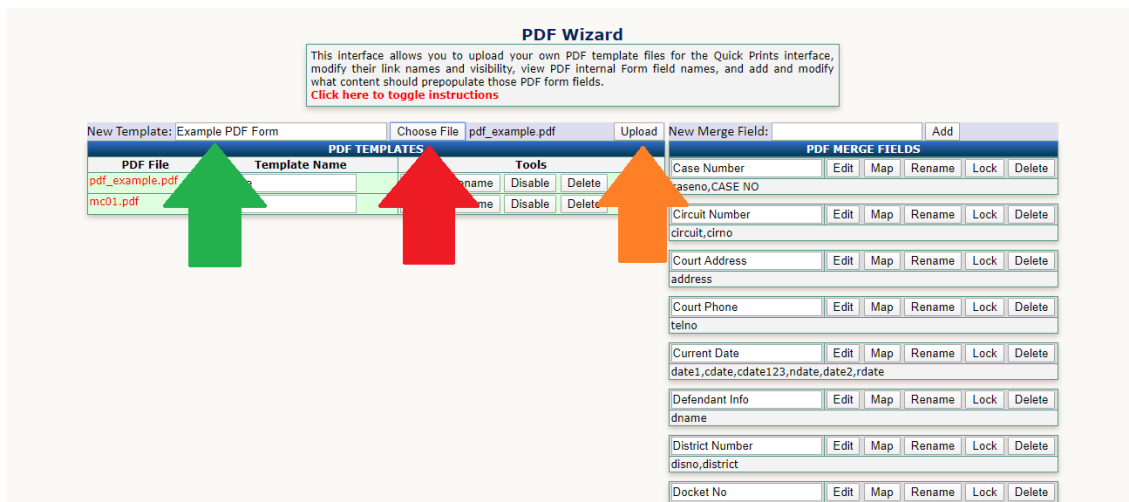 PDF Wizard
This interface allows you to upload your own PDF template files for the Quick Prints interface,
modify their link names and visibility, view PDF internal Form field names, and add and modify
what content should prepopulate those PDF form fields.
Click here to toggle instructions
New Template: Example PDF Form Choose File pdf_example.pdf Upload
PDF TEMPLATES
PDF File Template Name Tools
pdf_example.pdf Disable Delete
mc01.pdf Disable Delete
New Merge Field: Add
PDF MERGE FIELDS
Case Number Edit Map Rename Lock Delete
caseno,CASE NO
Circuit Number Edit Map Rename Lock Delete
circuit,cirno
Court Address Edit Map Rename Lock Delete
address
Court Phone Edit Map Rename Lock Delete
telno
Current Date Edit Map Rename Lock Delete
date1,cdate,cdate123,ndate,date2,rdate
Defendant Info Edit Map Rename Lock Delete
dname
District Number Edit Map Rename Lock Delete
disno,district
Docket No Edit Map Rename Lock Delete